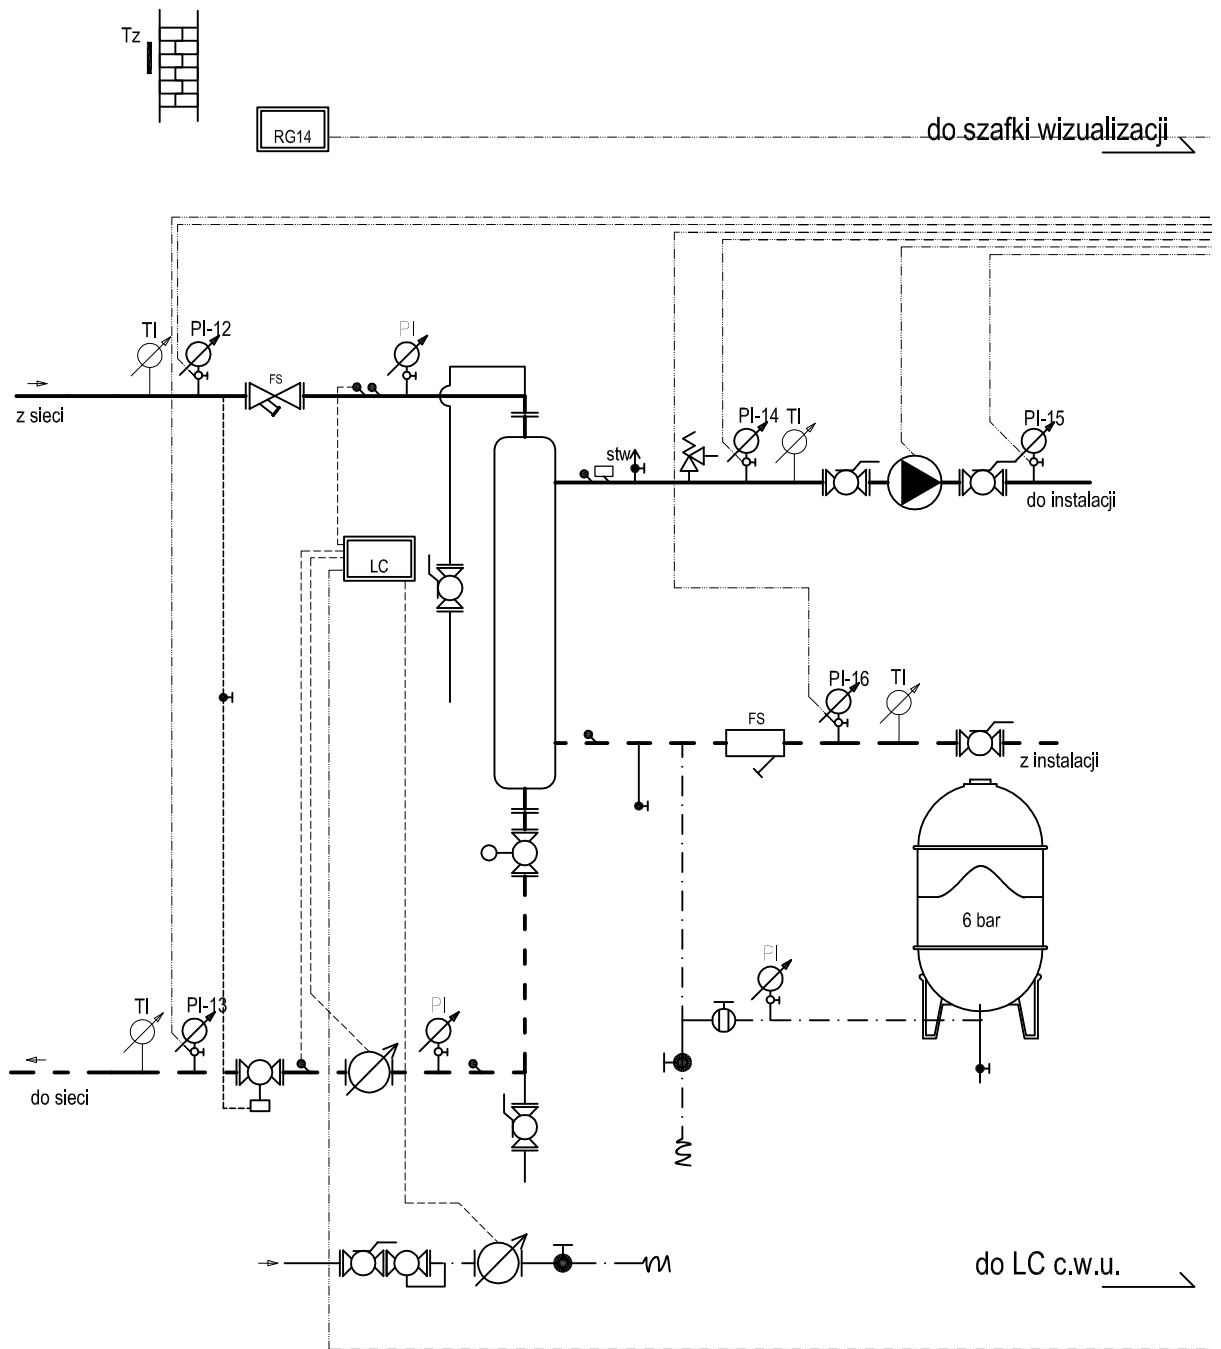 Tz
RG14
do szafki wizualizacji
TI
PI-12
PI
FS
z sieci
PI-14
TI
PI-15
stw
do instalacji
LC
PI-16
TI
FS
z instalacji
6 bar
PI
TI
PI-13
PI
do sieci
do LC c.w.u.